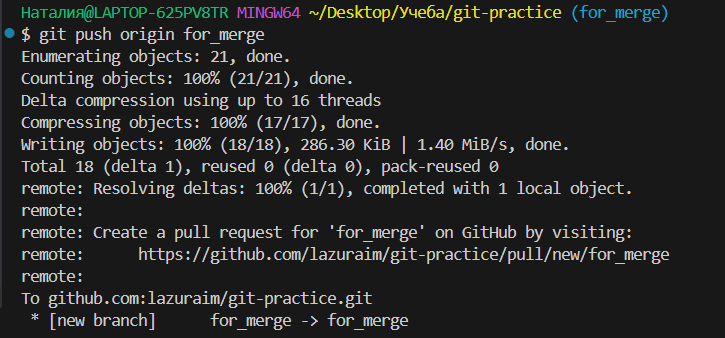 Наталия@LAPTOP-625PV8TR MINGW64 ~/Desktop/Учеба/git-practice (for_merge)
$ git push origin for_merge
Enumerating objects: 21, done.
Counting objects: 100% (21/21), done.
Delta compression using up to 16 threads
Compressing objects: 100% (17/17), done.
Writing objects: 100% (18/18), 286.30 KiB | 1.40 MiB/s, done.
Total 18 (delta 1), reused 0 (delta 0), pack-reused 0
remote: Resolving deltas: 100% (1/1), completed with 1 local object.
remote:
remote: Create a pull request for 'for_merge' on GitHub by visiting:
remote:      https://github.com/lazuraim/git-practice/pull/new/for_merge
remote:
To github.com:lazuraim/git-practice.git
 * [new branch]      for_merge -> for_merge